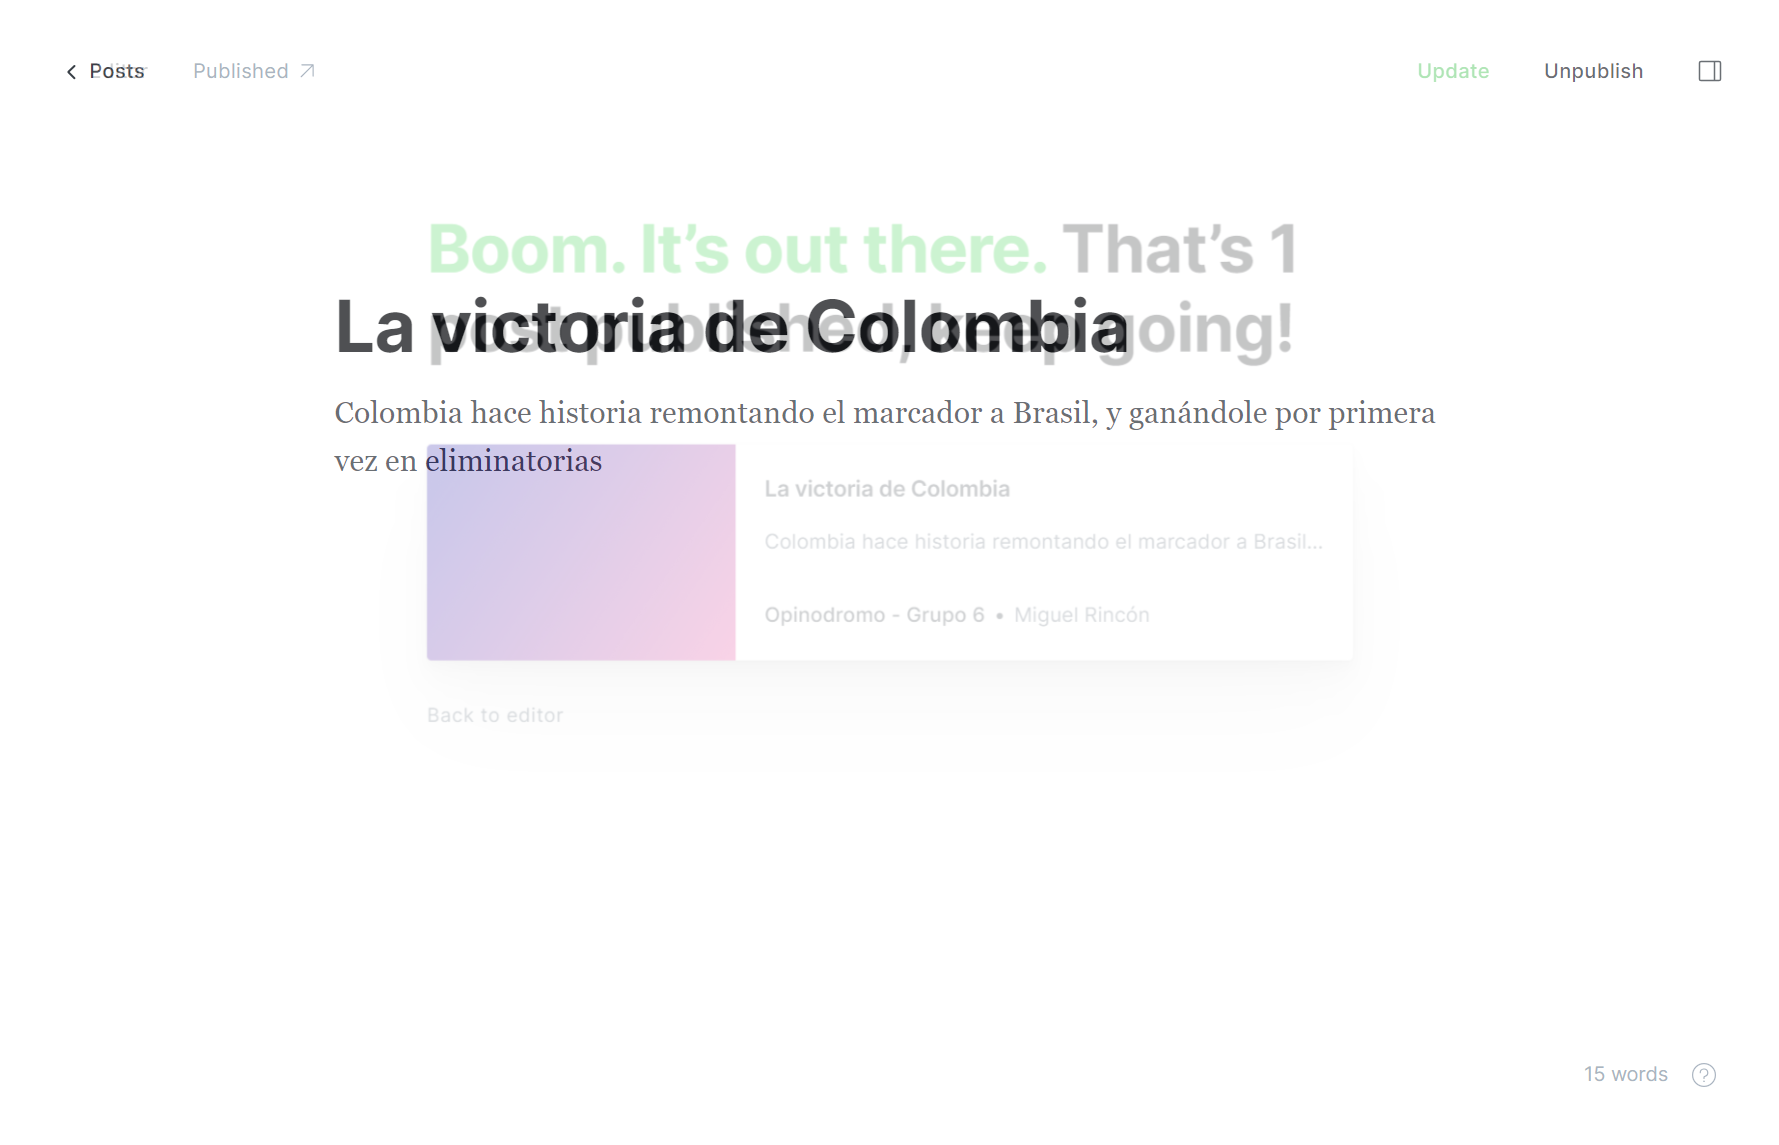 Posts
Editor
Published
Update
Unpublish
Boom. It’s out there. That’s 1
post published, keep going!
La victoria de Colombia
Colombia hace historia remontando el marcador a Brasil, y ganándole por primera
vez en eliminatorias
La victoria de Colombia
Colombia hace historia remontando el marcador a Brasil...
Opinodromo - Grupo 6 • Miguel Rincón
Back to editor
15 words